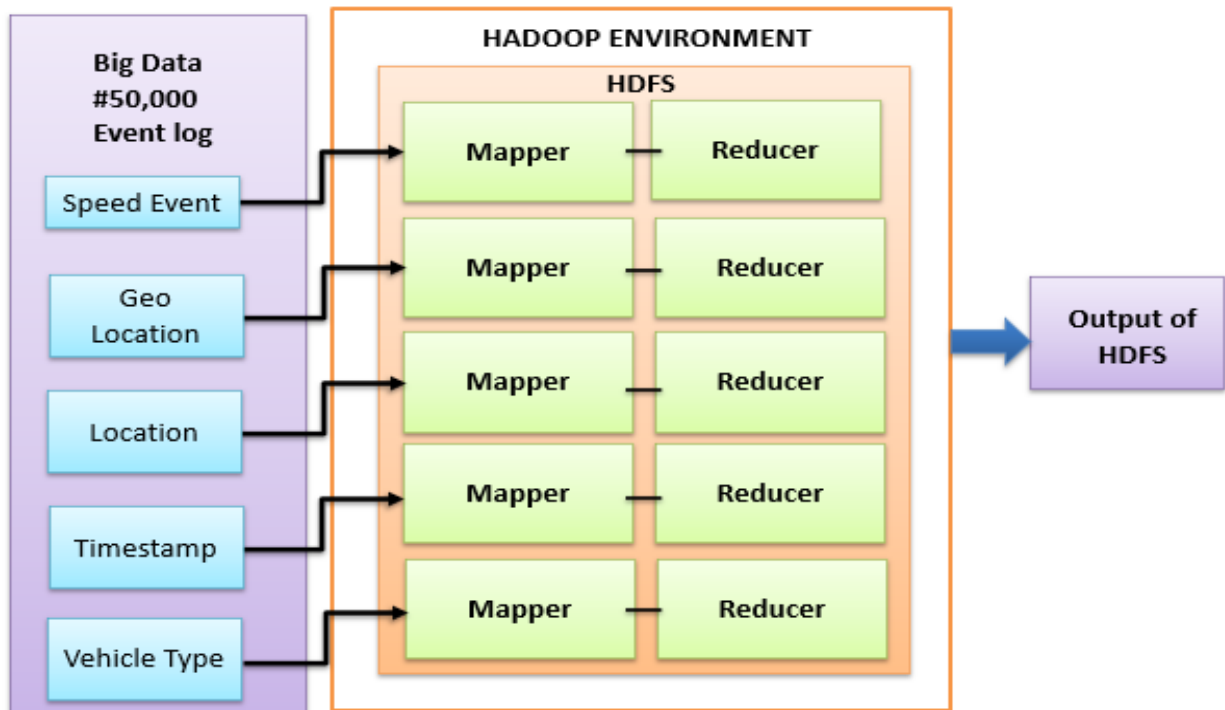 Big Data
#50,000
Event log
Speed Event
Geo
Location
Location
Timestamp
Vehicle Type
HADOOP ENVIRONMENT
HDFS
Mapper
Reducer
Mapper
Reducer
Mapper
Reducer
Mapper
Reducer
Mapper
Reducer
Output of
HDFS